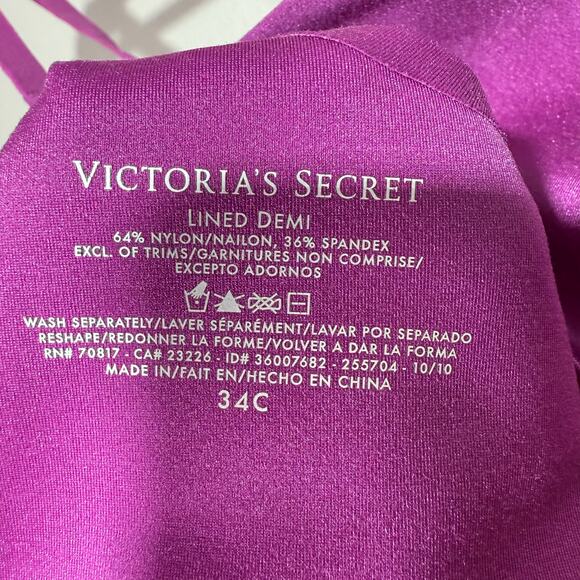 VICTORIA'S SECRET
LINED DEMI
64% NYLON/NAILON, 36% SPANDEX
EXCL. OF TRIMS/GARNITURES NON COMPRISE/
EXCEPTO ADORNOS
WASH SEPARATELY/LAVER SÉPARÉMENT/LAVAR POR SEPARADO
RESHAPE/REDONNER LA FORME/VOLVER A DAR LA FORMA
RN# 70817 - CA# 23226 - ID# 36007682 - 255704 - 10/10
MADE IN/FAIT EN/HECHO EN CHINA
34C